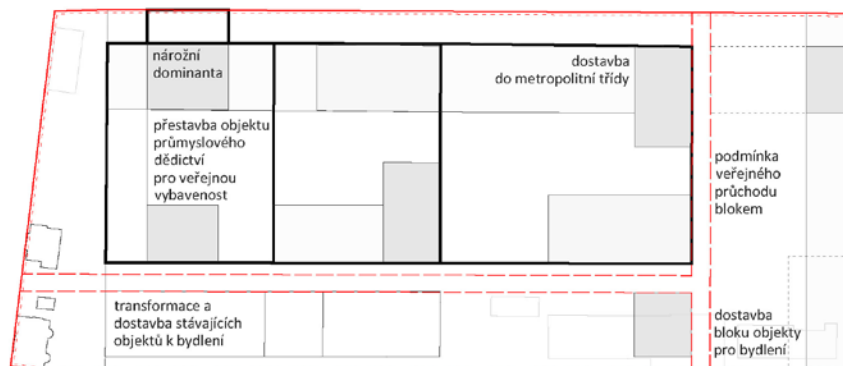 nárožní
dominanta
dostavba
do metropolitní třídy
přestavba objektu
průmyslového
dědictví
pro veřejnou
vybavenost
podmínka
veřejného
průchodu
blokem
transformace a
dostavba stávajících
objektů k bydlení
dostavba
bloku objekty
pro bydlení